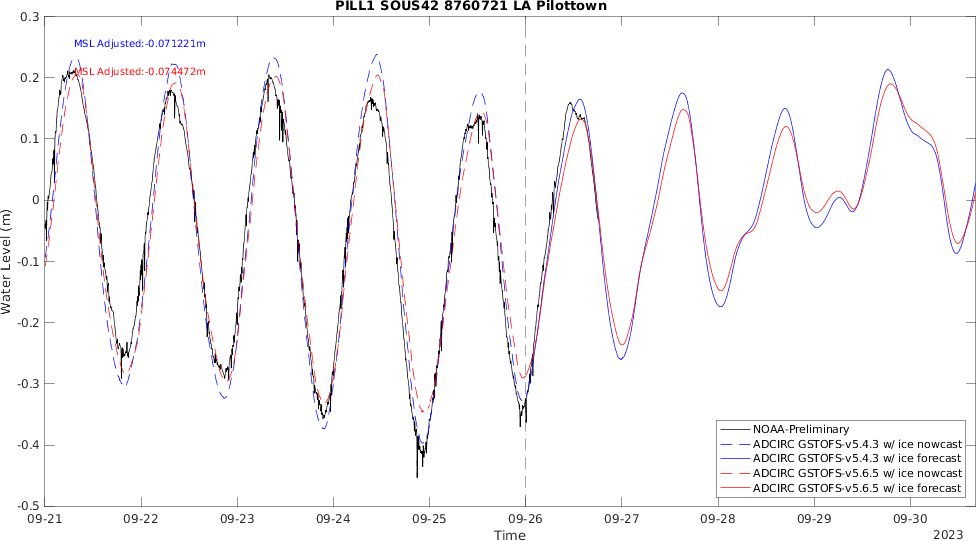 PILL1 SOUS42 8760721 LA Pilottown
MSL Adjusted:-0.071221m
MSL Adjusted:-0.074472m
Water Level (m)
0.3
0.2
0.1
0
-0.1
-0.2
-0.3
-0.4
-0.5
NOAA-Preliminary
ADCIRC GSTOFS-v5.4.3 w/ ice nowcast
ADCIRC GSTOFS-v5.4.3 w/ ice forecast
ADCIRC GSTOFS-v5.6.5 w/ ice nowcast
ADCIRC GSTOFS-v5.6.5 w/ ice forecast
09-21 09-22 09-23 09-24 09-25 09-26 09-27 09-28 09-29 09-30
Time
2023